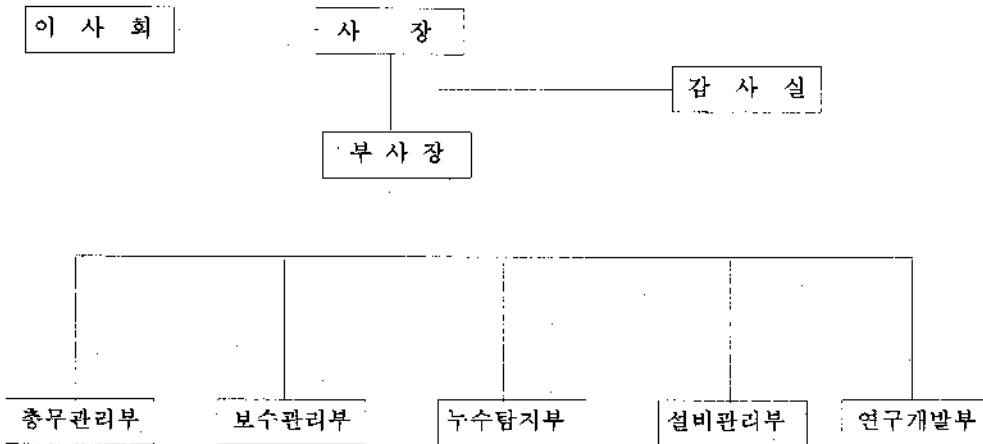 이 사 회
사 장
감 사 실
부 사 장
총무관리부 보수관리부 누수탐지부 설비관리부 연구개발부